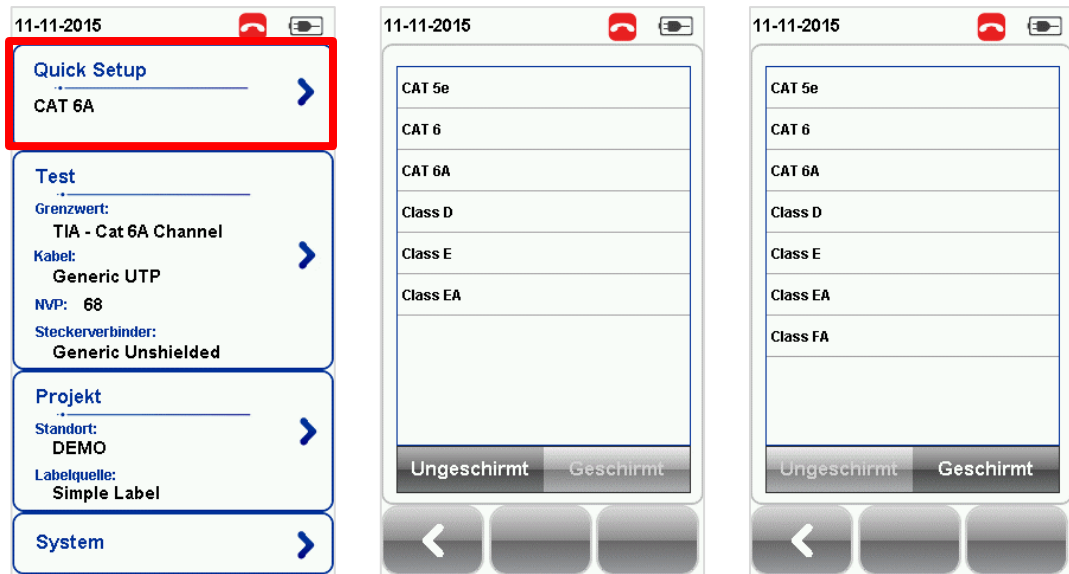 11-11-2015
Quick Setup
CAT 6A
Test
Grenzwert:
TIA - Cat 6A Channel
Kabel:
Generic UTP
NVP: 68
Steckerverbinder:
Generic Unshielded
Projekt
Standort:
DEMO
Labelquelle:
Simple Label
System
11-11-2015
CAT 5e
CAT 6
CAT 6A
Class D
Class E
Class EA
Ungeschirmt Geschirmt
11-11-2015
CAT 5e
CAT 6
CAT 6A
Class D
Class E
Class EA
Class FA
Ungeschirmt Geschirmt